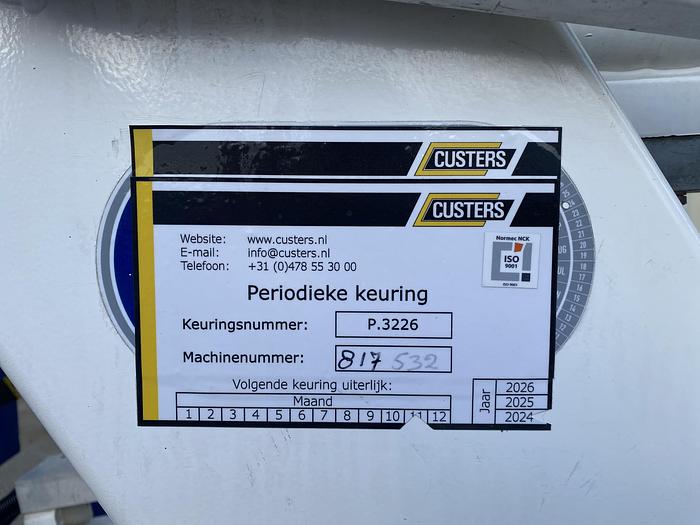 CUSTERS
CUSTERS
Website: www.custers.nl
E-mail: info@custers.nl
Telefoon: +31 (0)478 55 30 00
Normec NCK
ISO
9001
Periodieke keuring
Keuringsnummer: P.3226
Machinenummer: 817 532
Volgende keuring uiterlijk:
Maand
1 2 3 4 5 6 7 8 9 10 11 12
Jaar
2026
2025
2024